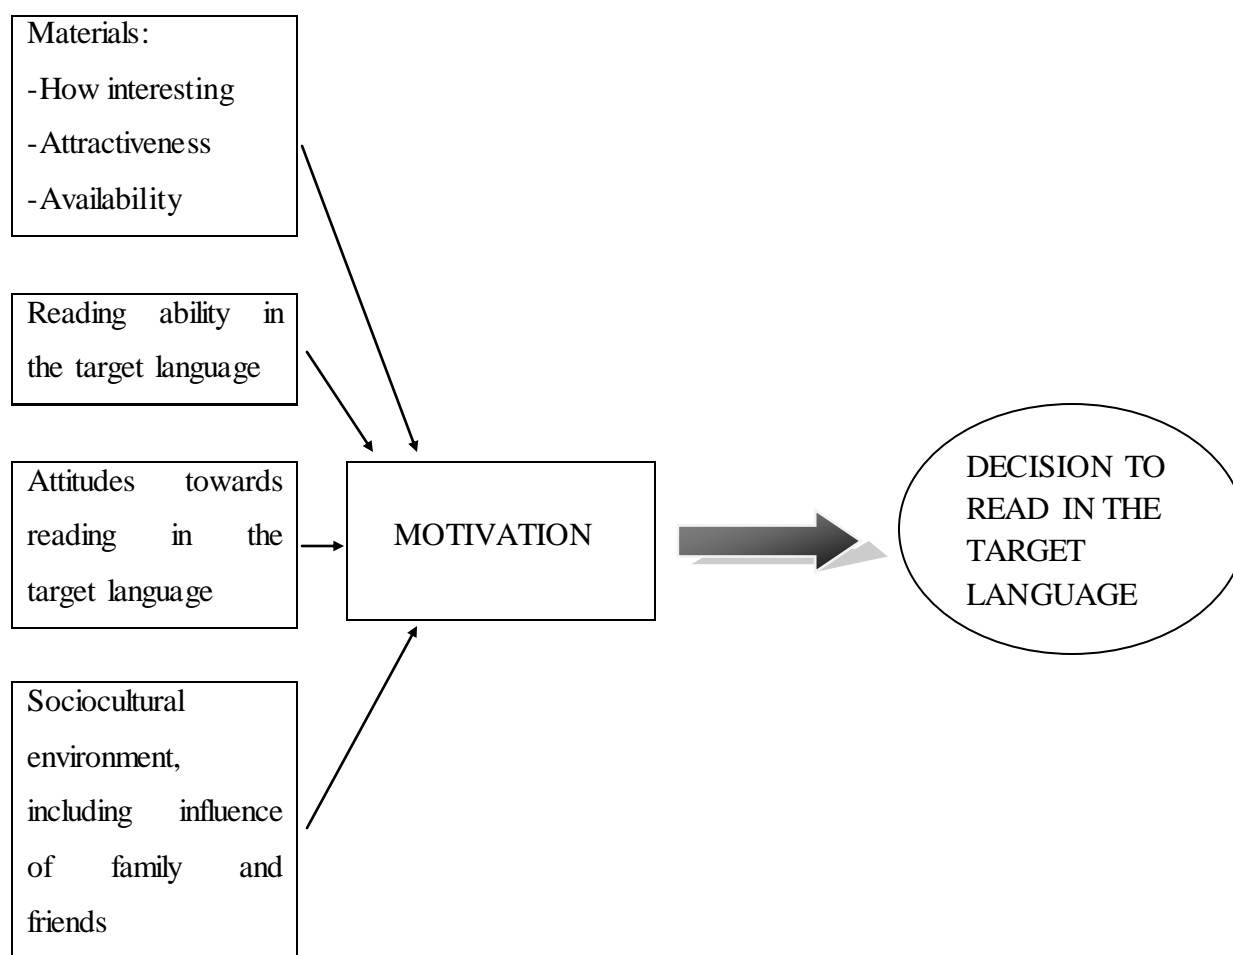 Materials:
-How interesting
-Attractiveness
-Availability
Reading ability in
the target language
Attitudes towards
reading in the
target language
Sociocultural
environment,
including influence
of family and
friends
MOTIVATION
DECISION TO
READ IN THE
TARGET
LANGUAGE